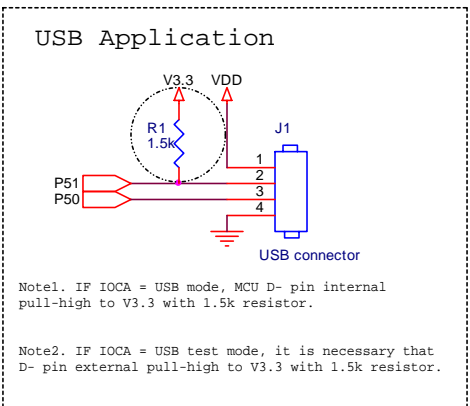 USB Application
V3.3 VDD
R1
1.5k
J1
1
2
3
4
P51
P50
USB connector
Note1. IF IOCA = USB mode, MCU D- pin internal
pull-high to V3.3 with 1.5k resistor.
Note2. IF IOCA = USB test mode, it is necessary that
D- pin external pull-high to V3.3 with 1.5k resistor.